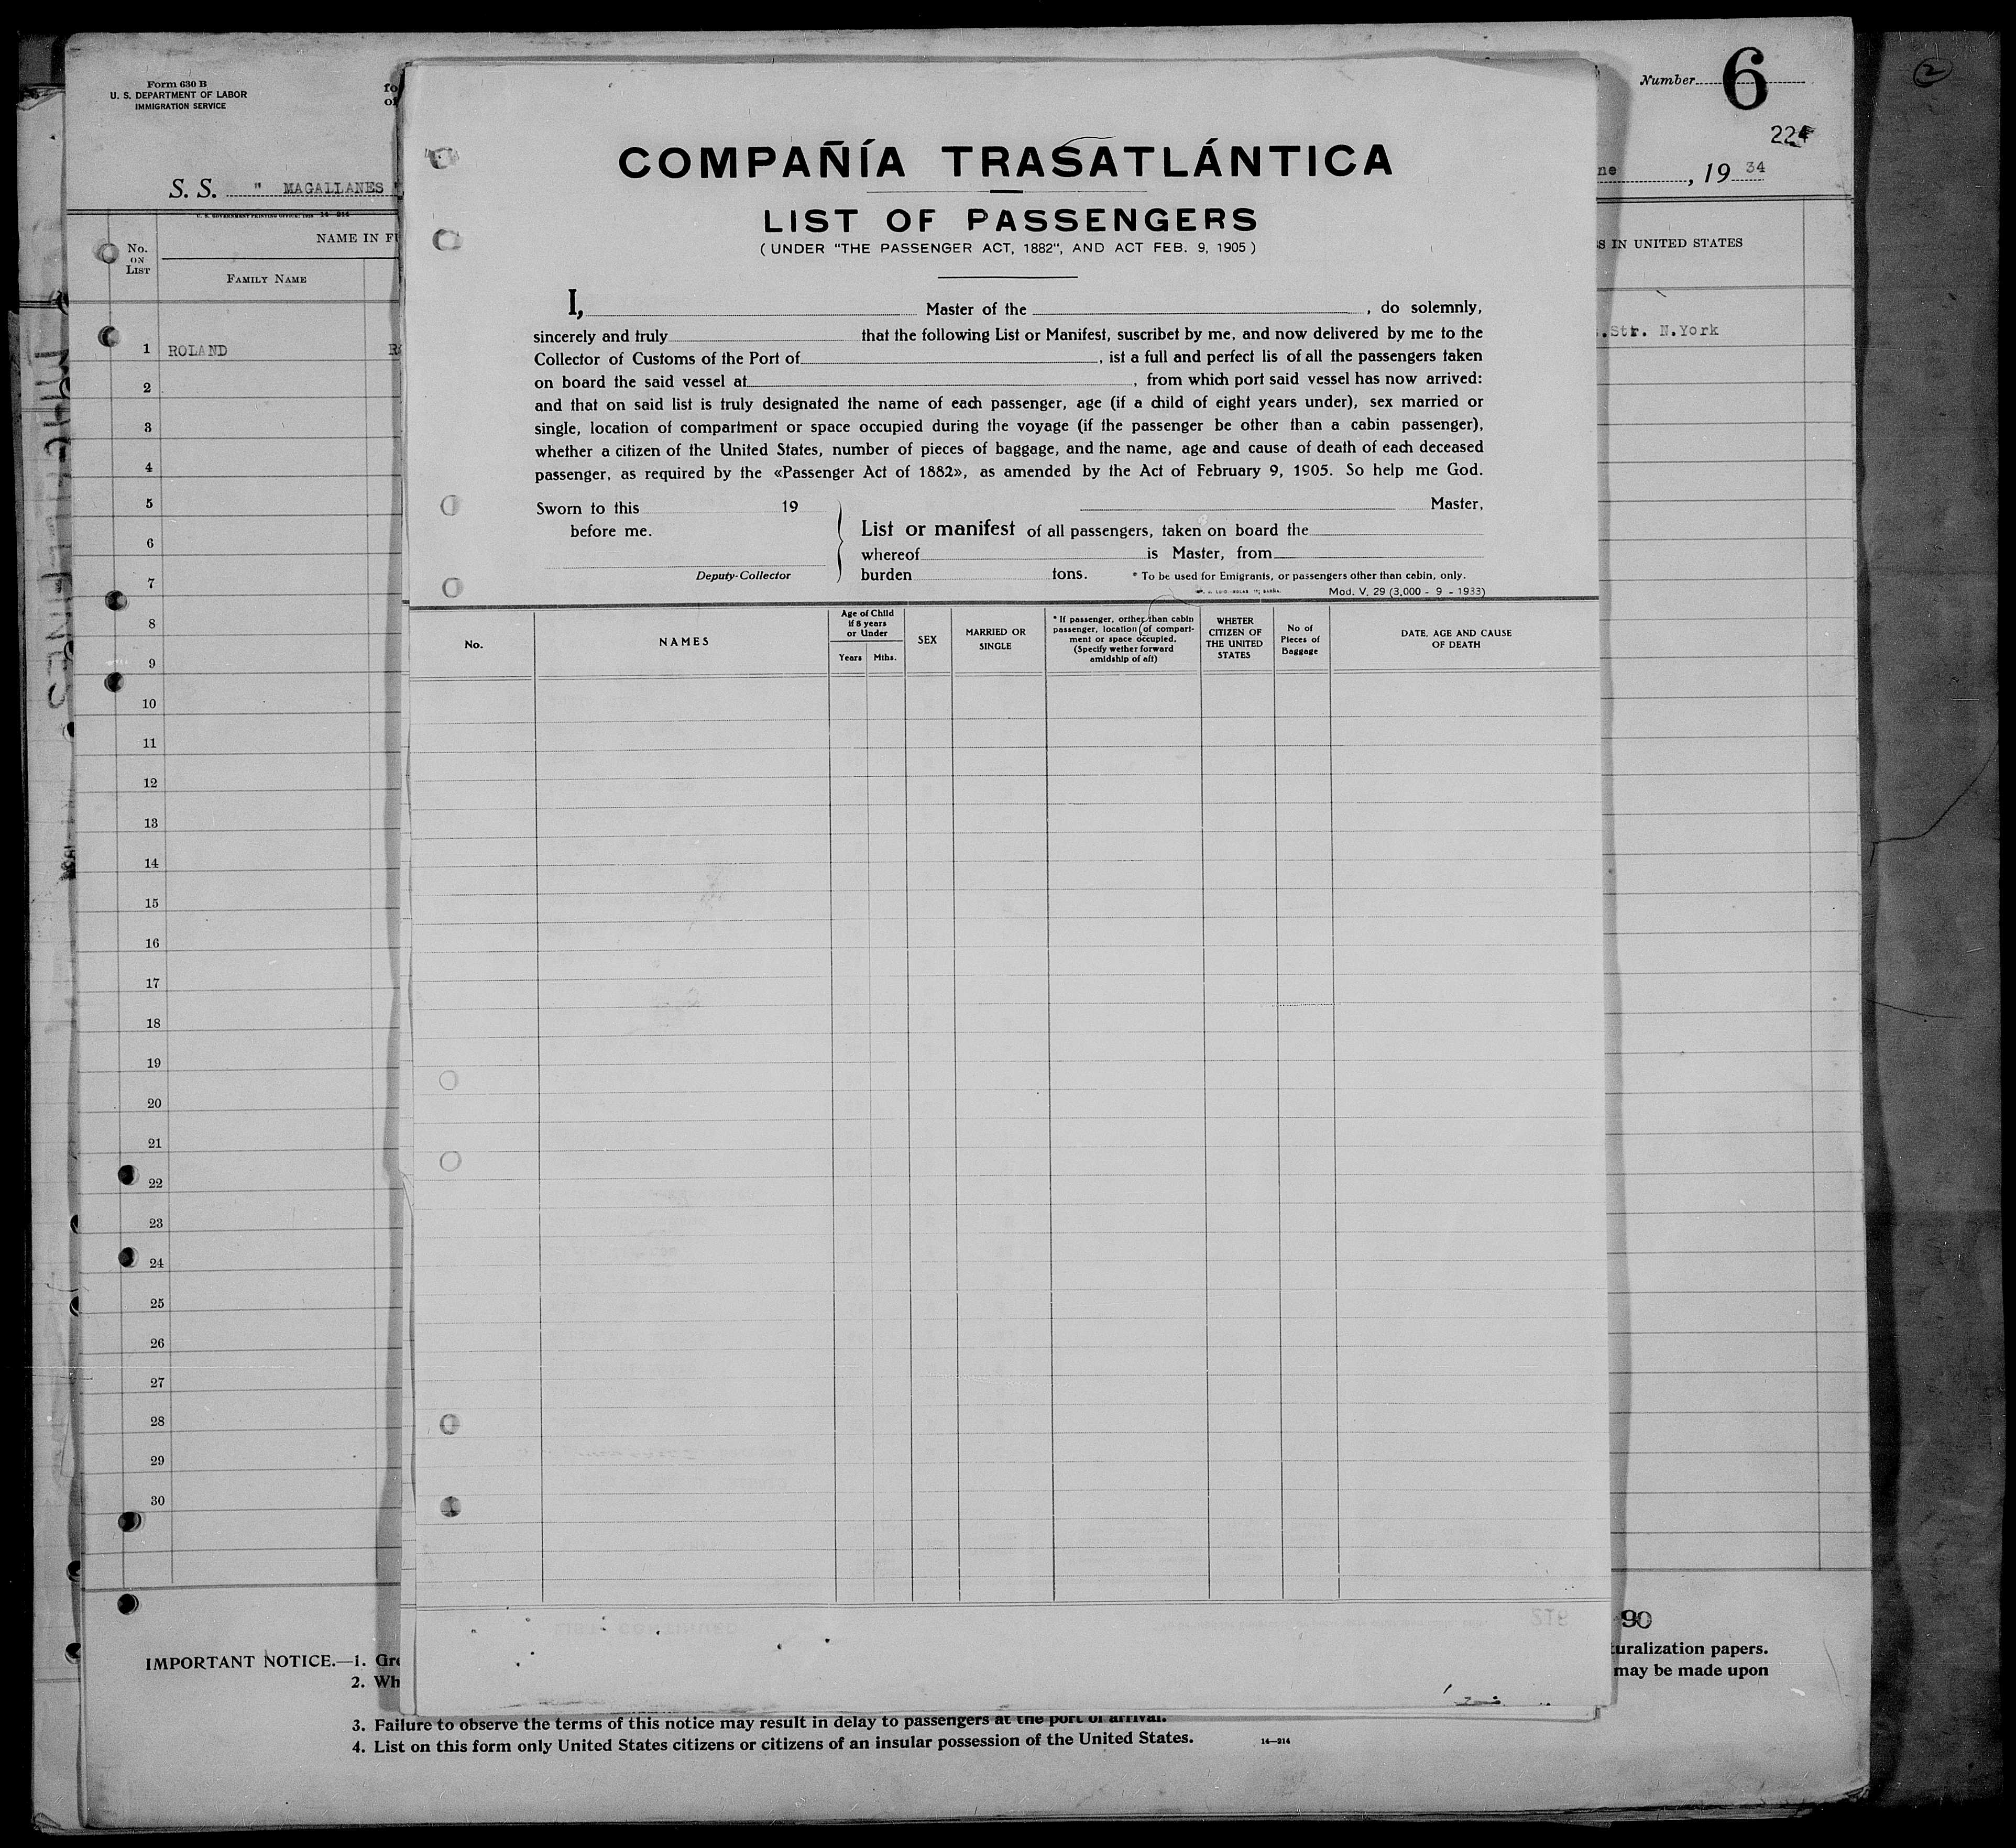 Form 630 B
U. S. DEPARTMENT OF LABOR
IMMIGRATION SERVICE
Number 6
2
S. S. " MAGALLANES "
, 19 34
No. ON LIST
NAME IN
FAMILY NAME
IN UNITED STATES
1 ROLAND
Str. N.York
2
3
4
5
6
7
8
9
10
11
12
13
14
15
16
17
18
19
20
21
22
23
24
25
26
27
28
29
30
COMPAÑÍA TRASATLÁNTICA
LIST OF PASSENGERS
( UNDER "THE PASSENGER ACT, 1882", AND ACT FEB. 9, 1905 )
I, Master of the , do solemnly,
sincerely and truly that the following List or Manifest, suscribet by me, and now delivered by me to the
Collector of Customs of the Port of , ist a full and perfect lis of all the passengers taken
on board the said vessel at , from which port said vessel has now arrived:
and that on said list is truly designated the name of each passenger, age (if a child of eight years under), sex married or
single, location of compartment or space occupied during the voyage (if the passenger be other than a cabin passenger),
whether a citizen of the United States, number of pieces of baggage, and the name, age and cause of death of each deceased
passenger, as required by the «Passenger Act of 1882», as amended by the Act of February 9, 1905. So help me God.
Sworn to this 19
before me.
Deputy-Collector
Master,
List or manifest of all passengers, taken on board the
whereof is Master, from
burden tons. * To be used for Emigrants, or passengers other than cabin, only.
Mod. V. 29 (3,000 - 9 - 1933)
No.
NAMES
Age of Child
if 8 years
or Under
Years Mths.
SEX
MARRIED OR
SINGLE
* If passenger, orther than cabin
passenger, location (of compart-
ment or space occupied.
(Specify wether forward
amidship of aft)
WHETER
CITIZEN OF
THE UNITED
STATES
No of
Pieces of
Baggage
DATE, AGE AND CAUSE
OF DEATH
90
IMPORTANT NOTICE.—1.
2.
naturalization papers.
may be made upon
3. Failure to observe the terms of this notice may result in delay to passengers at the port of arrival.
4. List on this form only United States citizens or citizens of an insular possession of the United States.
14—914